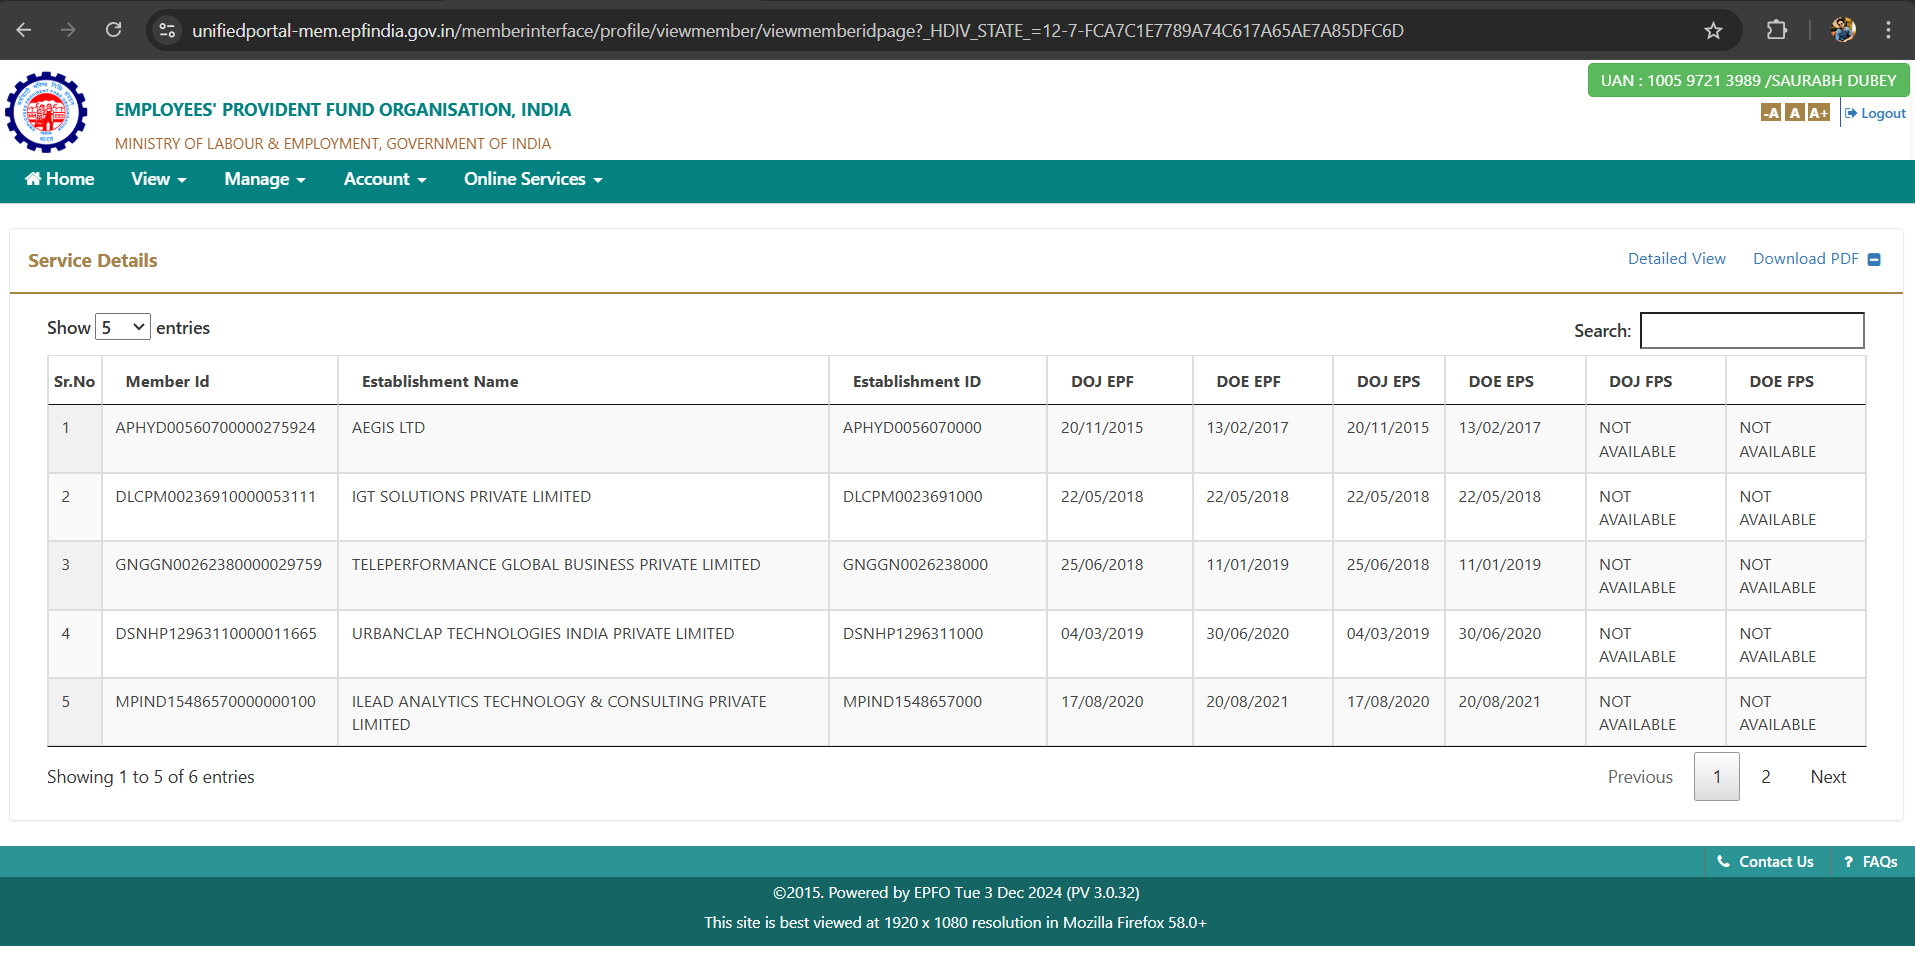 unifiedportal-mem.epfindia.gov.in/memberinterface/profile/viewmember/viewmemberidpage?_HDIV_STATE_=12-7-FCA7C1E7789A74C617A65AE7A85DFC6D
UAN : 1005 9721 3989 /SAURABH DUBEY
EMPLOYEES' PROVIDENT FUND ORGANISATION, INDIA
-A A A+ Logout
MINISTRY OF LABOUR & EMPLOYMENT, GOVERNMENT OF INDIA
Home View Manage Account Online Services
Service Details Detailed View Download PDF
Show 5 entries Search:
Sr.No Member Id Establishment Name Establishment ID DOJ EPF DOE EPF DOJ EPS DOE EPS DOJ FPS DOE FPS
1 APHYD00560700000275924 AEGIS LTD APHYD0056070000 20/11/2015 13/02/2017 20/11/2015 13/02/2017 NOT NOT
AVAILABLE AVAILABLE
2 DLCPM00236910000053111 IGT SOLUTIONS PRIVATE LIMITED DLCPM0023691000 22/05/2018 22/05/2018 22/05/2018 22/05/2018 NOT NOT
AVAILABLE AVAILABLE
3 GNGGN00262380000029759 TELEPERFORMANCE GLOBAL BUSINESS PRIVATE LIMITED GNGGN0026238000 25/06/2018 11/01/2019 25/06/2018 11/01/2019 NOT NOT
AVAILABLE AVAILABLE
4 DSNHP12963110000011665 URBANCLAP TECHNOLOGIES INDIA PRIVATE LIMITED DSNHP1296311000 04/03/2019 30/06/2020 04/03/2019 30/06/2020 NOT NOT
AVAILABLE AVAILABLE
5 MPIND15486570000000100 ILEAD ANALYTICS TECHNOLOGY & CONSULTING PRIVATE MPIND1548657000 17/08/2020 20/08/2021 17/08/2020 20/08/2021 NOT NOT
LIMITED AVAILABLE AVAILABLE
Showing 1 to 5 of 6 entries Previous 1 2 Next
Contact Us ? FAQs
©2015. Powered by EPFO Tue 3 Dec 2024 (PV 3.0.32)
This site is best viewed at 1920 x 1080 resolution in Mozilla Firefox 58.0+